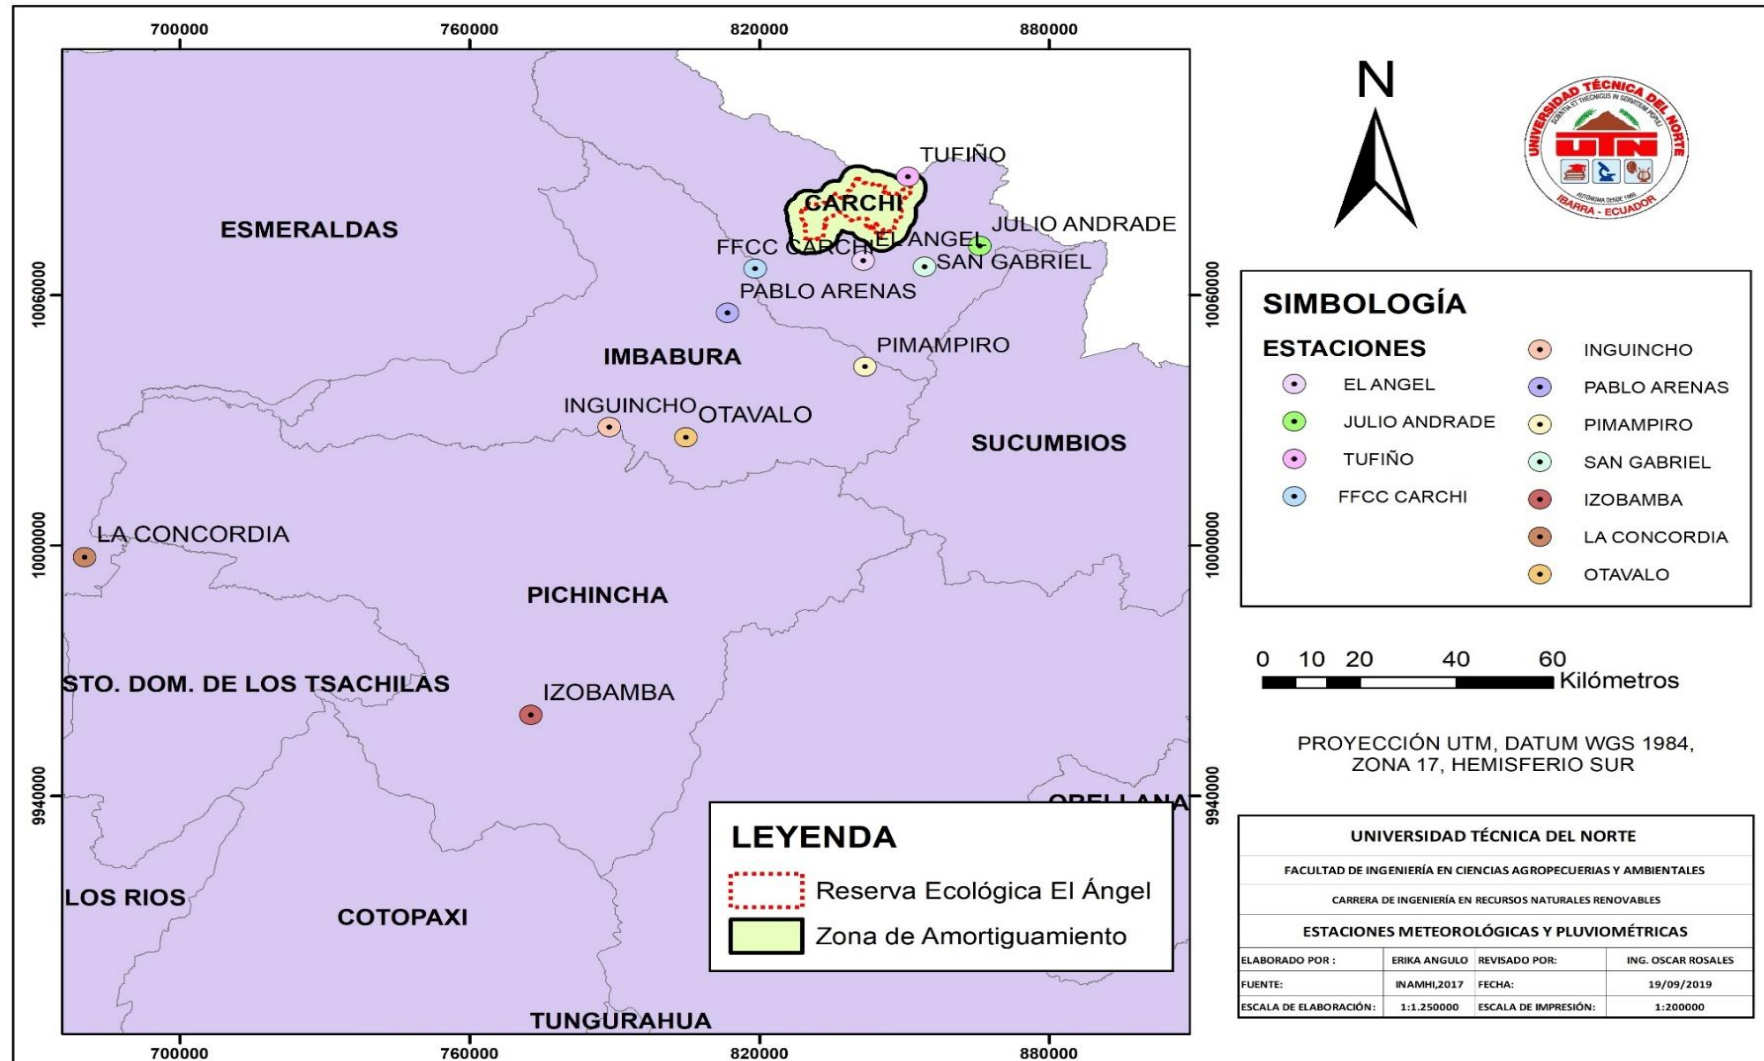 700000 760000 820000 880000
TUFIÑO
CARCHI
ESMERALDAS
JULIO ANDRADE
FFCC CARCHI
EL ANGEL
SAN GABRIEL
PABLO ARENAS
PIMAMPIRO
IMBABURA
INGUINCHO
OTAVALO
SUCUMBIOS
LA CONCORDIA
PICHINCHA
STO. DOM. DE LOS TSACHILAS
IZOBAMBA
ORELLANA
LOS RIOS
COTOPAXI
TUNGURAHUA
10060000
10000000
9940000
10060000
10000000
9940000
700000 760000 820000 880000
LEYENDA
Reserva Ecológica El Ángel
Zona de Amortiguamiento
N
UNIVERSIDAD TÉCNICA DEL NORTE
UTN
AUTÓNOMA DESDE 1986
IBARRA - ECUADOR
SIMBOLOGÍA
ESTACIONES
EL ANGEL
JULIO ANDRADE
TUFIÑO
FFCC CARCHI
INGUINCHO
PABLO ARENAS
PIMAMPIRO
SAN GABRIEL
IZOBAMBA
LA CONCORDIA
OTAVALO
0 10 20 40 60
Kilómetros
PROYECCIÓN UTM, DATUM WGS 1984,
ZONA 17, HEMISFERIO SUR
UNIVERSIDAD TÉCNICA DEL NORTE
FACULTAD DE INGENIERÍA EN CIENCIAS AGROPECUERIAS Y AMBIENTALES
CARRERA DE INGENIERÍA EN RECURSOS NATURALES RENOVABLES
ESTACIONES METEOROLÓGICAS Y PLUVIOMÉTRICAS
ELABORADO POR : ERIKA ANGULO REVISADO POR: ING. OSCAR ROSALES
FUENTE: INAMHI,2017 FECHA: 19/09/2019
ESCALA DE ELABORACIÓN: 1:1.250000 ESCALA DE IMPRESIÓN: 1:200000